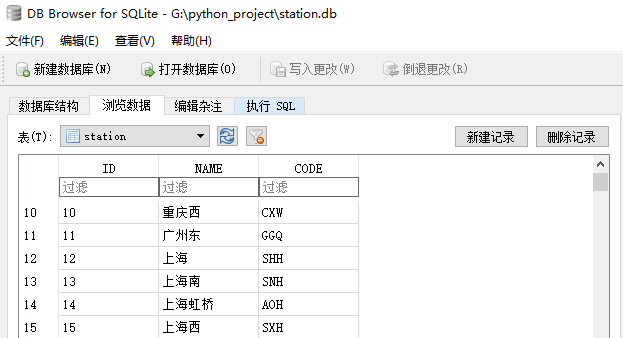 DB Browser for SQLite - G:\python_project\station.db
文件(F) 编辑(E) 查看(V) 帮助(H)
新建数据库(N) 打开数据库(O) 写入更改(W) 倒退更改(R)
数据库结构 浏览数据 编辑杂注 执行 SQL
表(T): station 新建记录 删除记录
ID NAME CODE
过滤 过滤 过滤
10 10 重庆西 CXW
11 11 广州东 GGQ
12 12 上海 SHH
13 13 上海南 SNH
14 14 上海虹桥 AOH
15 15 上海西 SXH